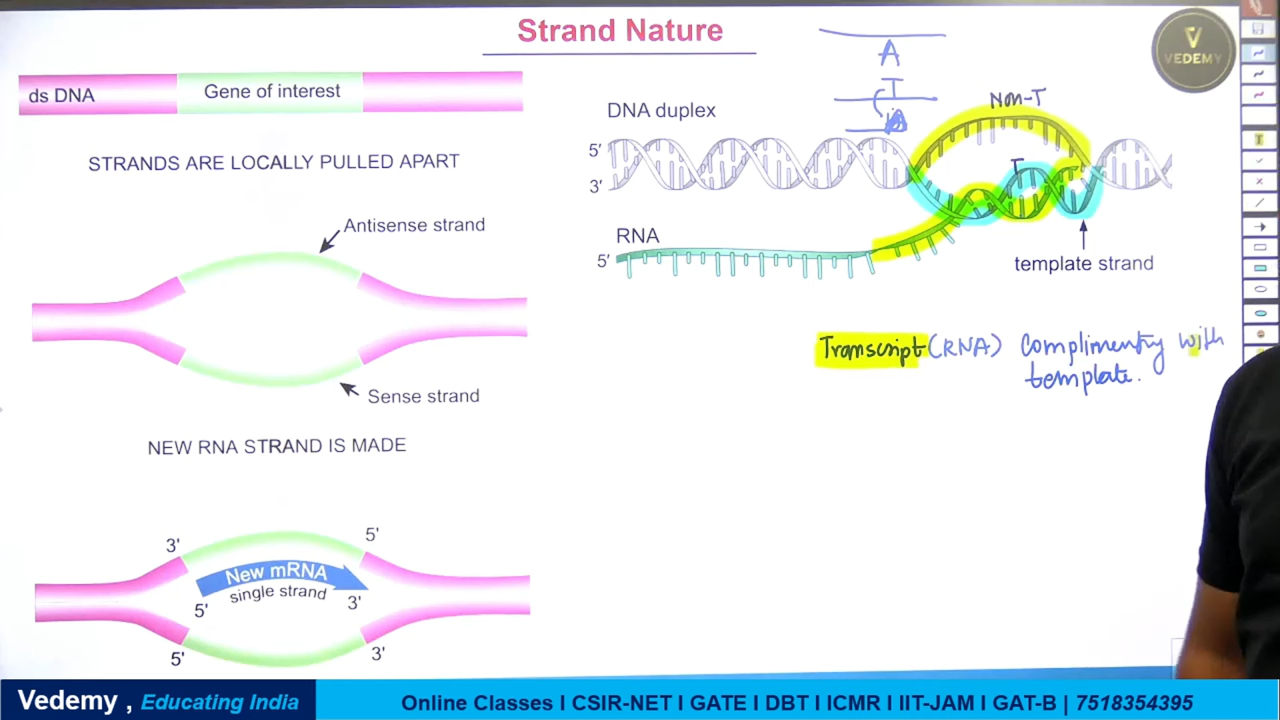 Strand Nature
VEDEMY
ds DNA
Gene of interest
STRANDS ARE LOCALLY PULLED APART
Antisense strand
Sense strand
NEW RNA STRAND IS MADE
3'
5'
New mRNA
single strand
5'
3'
5'
3'
A
T
DNA duplex
Non-T
5'
3'
T
RNA
5'
template strand
Transcript (RNA) Complimentry with
template.
Vedemy , Educating India
Online Classes I CSIR-NET I GATE I DBT I ICMR I IIT-JAM I GAT-B | 7518354395